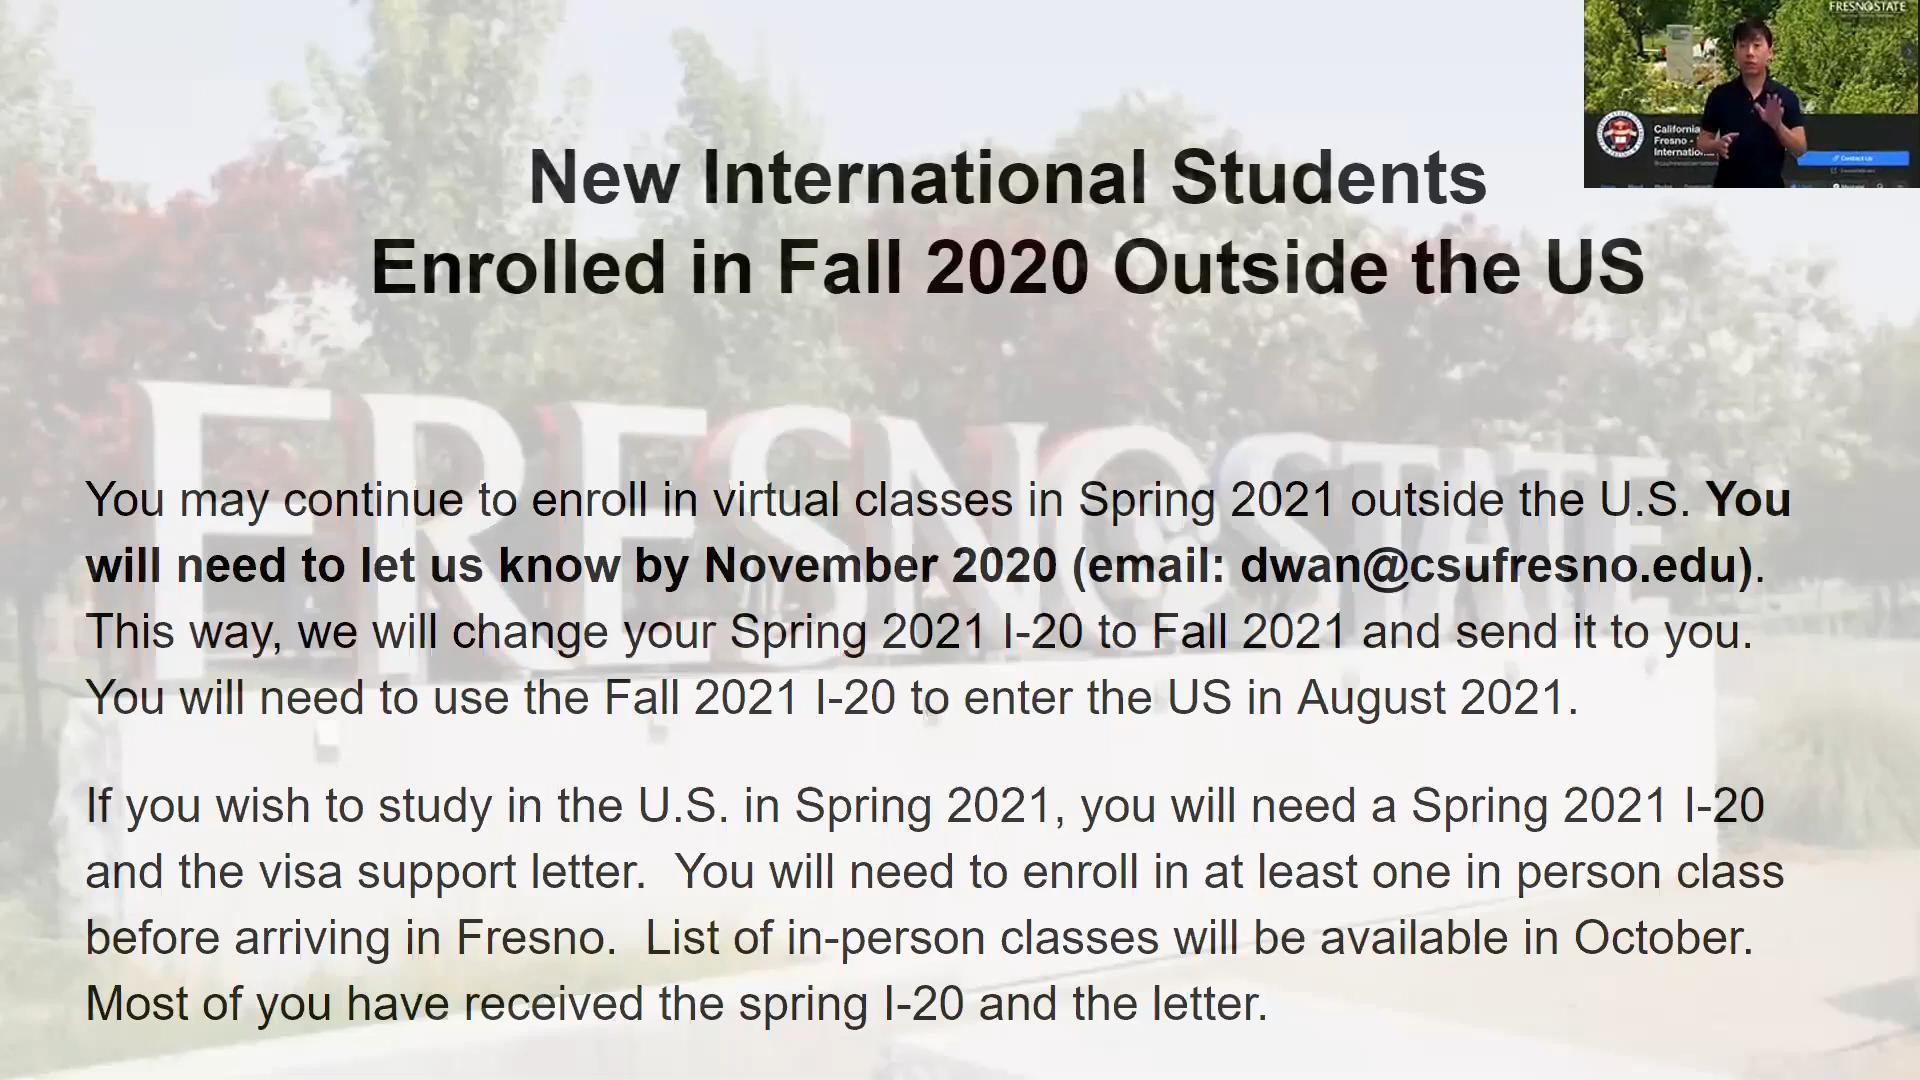 FRESNO STATE
California
Fresno -
Internation
Contact Us
New International Students
Enrolled in Fall 2020 Outside the US
FRESNO STATE
You may continue to enroll in virtual classes in Spring 2021 outside the U.S. You
will need to let us know by November 2020 (email: dwan@csufresno.edu).
This way, we will change your Spring 2021 I-20 to Fall 2021 and send it to you.
You will need to use the Fall 2021 I-20 to enter the US in August 2021.
If you wish to study in the U.S. in Spring 2021, you will need a Spring 2021 I-20
and the visa support letter.  You will need to enroll in at least one in person class
before arriving in Fresno.  List of in-person classes will be available in October.
Most of you have received the spring I-20 and the letter.